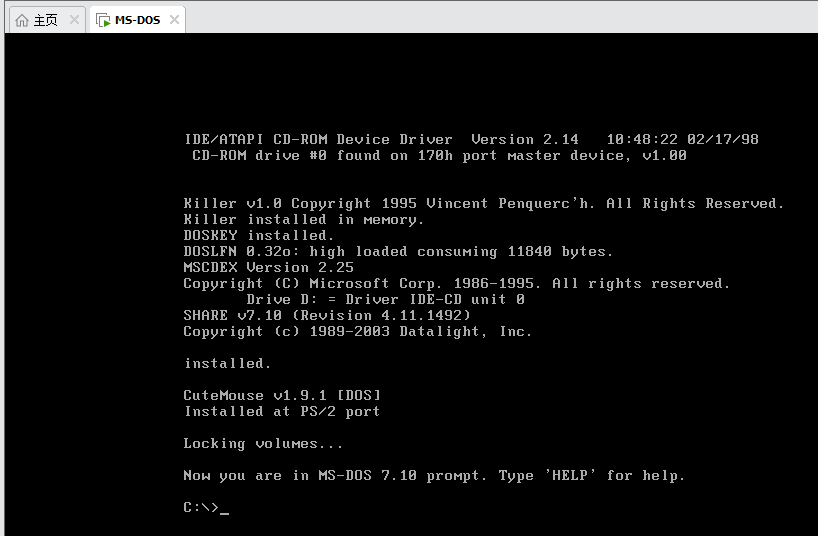 主页 MS-DOS
IDE/ATAPI CD-ROM Device Driver Version 2.14 10:48:22 02/17/98
CD-ROM drive #0 found on 170h port master device, v1.00
Killer v1.0 Copyright 1995 Vincent Penquerc'h. All Rights Reserved.
Killer installed in memory.
DOSKEY installed.
DOSLFN 0.32o: high loaded consuming 11840 bytes.
MSCDEX Version 2.25
Copyright (C) Microsoft Corp. 1986-1995. All rights reserved.
Drive D: = Driver IDE-CD unit 0
SHARE v7.10 (Revision 4.11.1492)
Copyright (c) 1989-2003 Datalight, Inc.
installed.
CuteMouse v1.9.1 [DOS]
Installed at PS/2 port
Locking volumes...
Now you are in MS-DOS 7.10 prompt. Type 'HELP' for help.
C:\>_